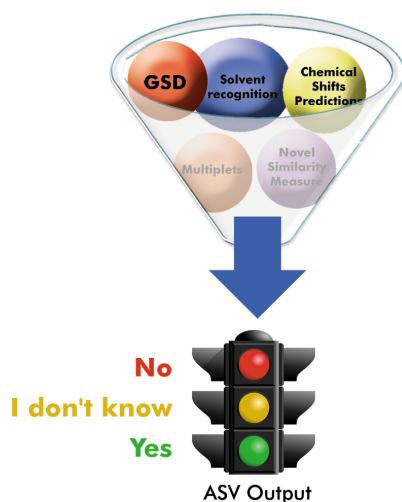 GSD
Solvent
recognition
Chemical
Shifts
Predictions
Multiplets
Novel
Similarity
Measure
No
I don't know
Yes
ASV Output